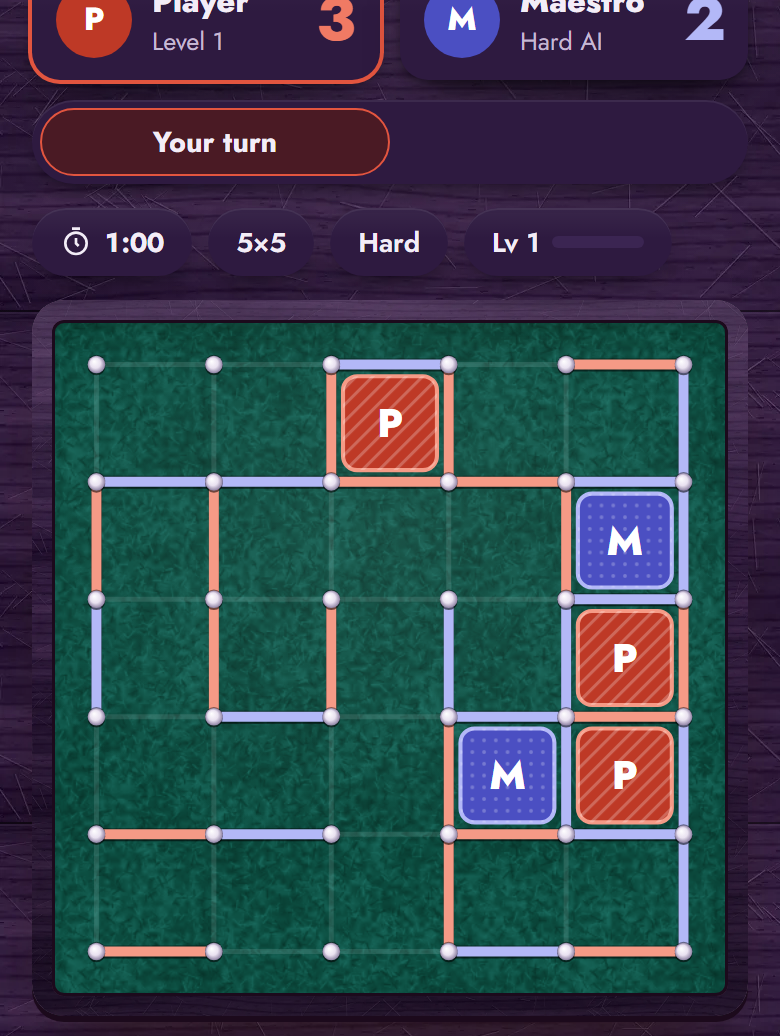 P Player 3
Level 1
M Maestro 2
Hard AI
Your turn
1:00 5×5 Hard Lv 1
P
M
P
M P